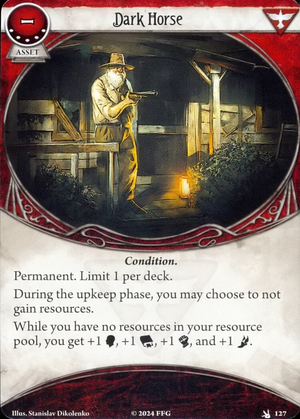 Dark Horse
ASSET
Condition.
Permanent. Limit 1 per deck.
During the upkeep phase, you may choose to not
gain resources.
While you have no resources in your resource
pool, you get +1 , +1 , +1 , and +1 .
Illus. Stanislav Dikolenko © 2024 FFG 127